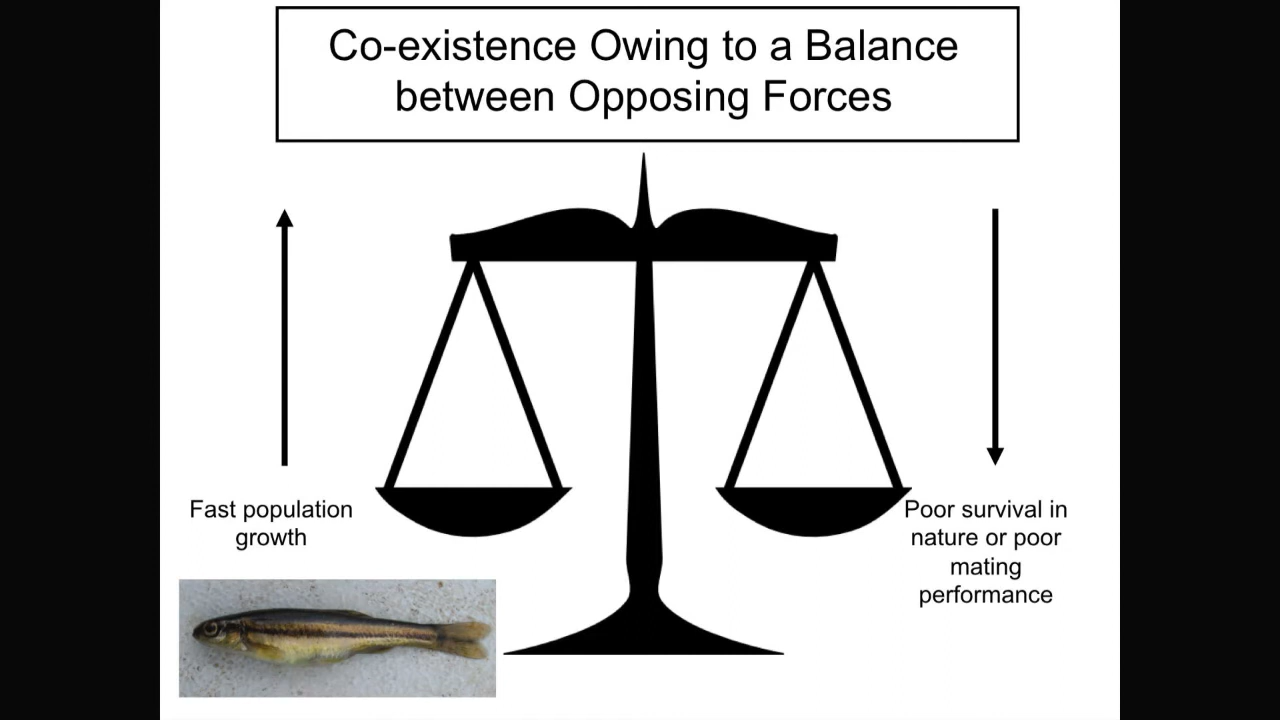 Co-existence Owing to a Balance
between Opposing Forces
Fast population
growth
Poor survival in
nature or poor
mating
performance